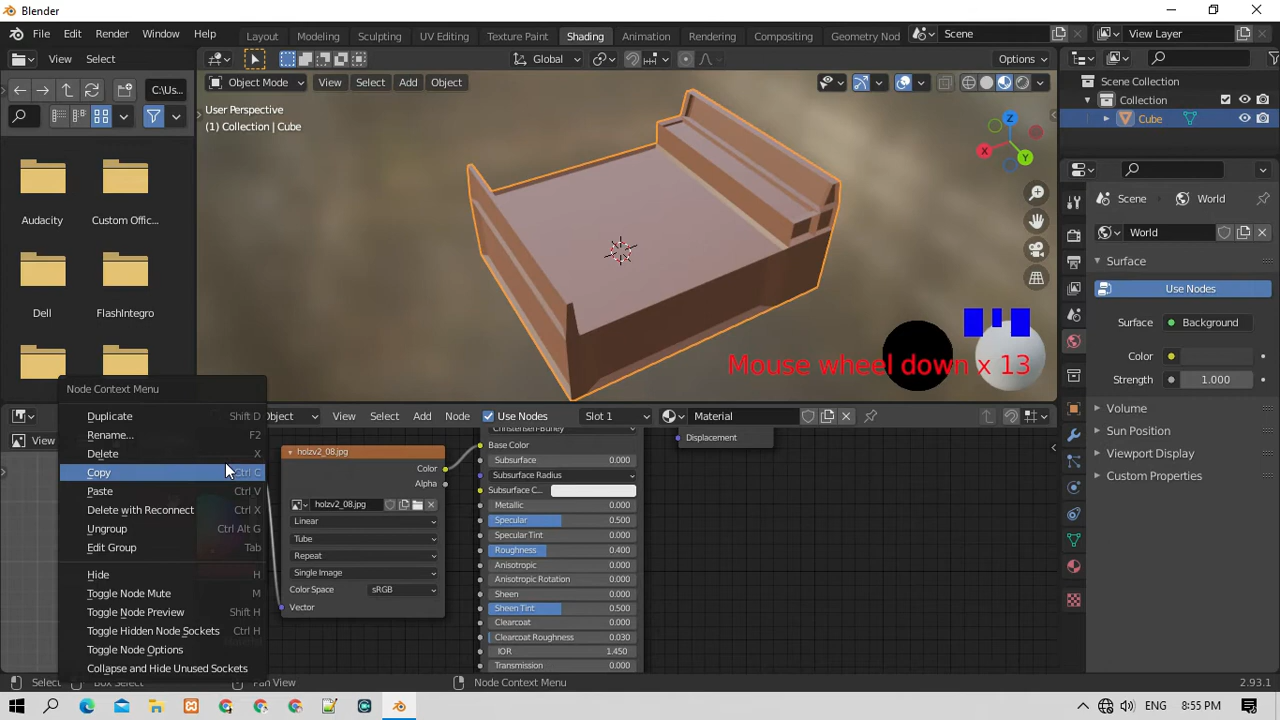 Blender
File Edit Render Window Help
Layout Modeling Sculpting UV Editing Texture Paint Shading Animation Rendering Compositing Geometry Nod
Scene
View Layer
View Select
Global
Options
C:\Us...
Object Mode View Select Add Object
User Perspective
(1) Collection | Cube
X
Y
Z
Audacity
Custom Offic...
Dell
FlashIntegro
Scene Collection
Collection
Cube
Scene
World
World
Surface
Use Nodes
Surface
Background
Color
Strength
1.000
Volume
Sun Position
Viewport Display
Custom Properties
Mouse wheel down x 13
View
Object View Select Add Node Use Nodes Slot 1 Material
Node Context Menu
Duplicate Shift D
Rename... F2
Delete X
Copy Ctrl C
Paste Ctrl V
Delete with Reconnect Ctrl X
Ungroup Ctrl Alt G
Edit Group Tab
Hide H
Toggle Node Mute M
Toggle Node Preview Shift H
Toggle Hidden Node Sockets Ctrl H
Toggle Node Options
Collapse and Hide Unused Sockets
holzv2_08.jpg
Color
Alpha
holzv2_08.jpg
Linear
Tube
Repeat
Single Image
Color Space sRGB
Vector
Christensen-Burley
Base Color
Subsurface 0.000
Subsurface Radius
Subsurface C...
Metallic 0.000
Specular 0.500
Specular Tint 0.000
Roughness 0.400
Anisotropic 0.000
Anisotropic Rotation 0.000
Sheen 0.000
Sheen Tint 0.500
Clearcoat 0.000
Clearcoat Roughness 0.030
IOR 1.450
Transmission 0.000
Displacement
Select
Box Select
Pan View
Node Context Menu
2.93.1
ENG 8:55 PM